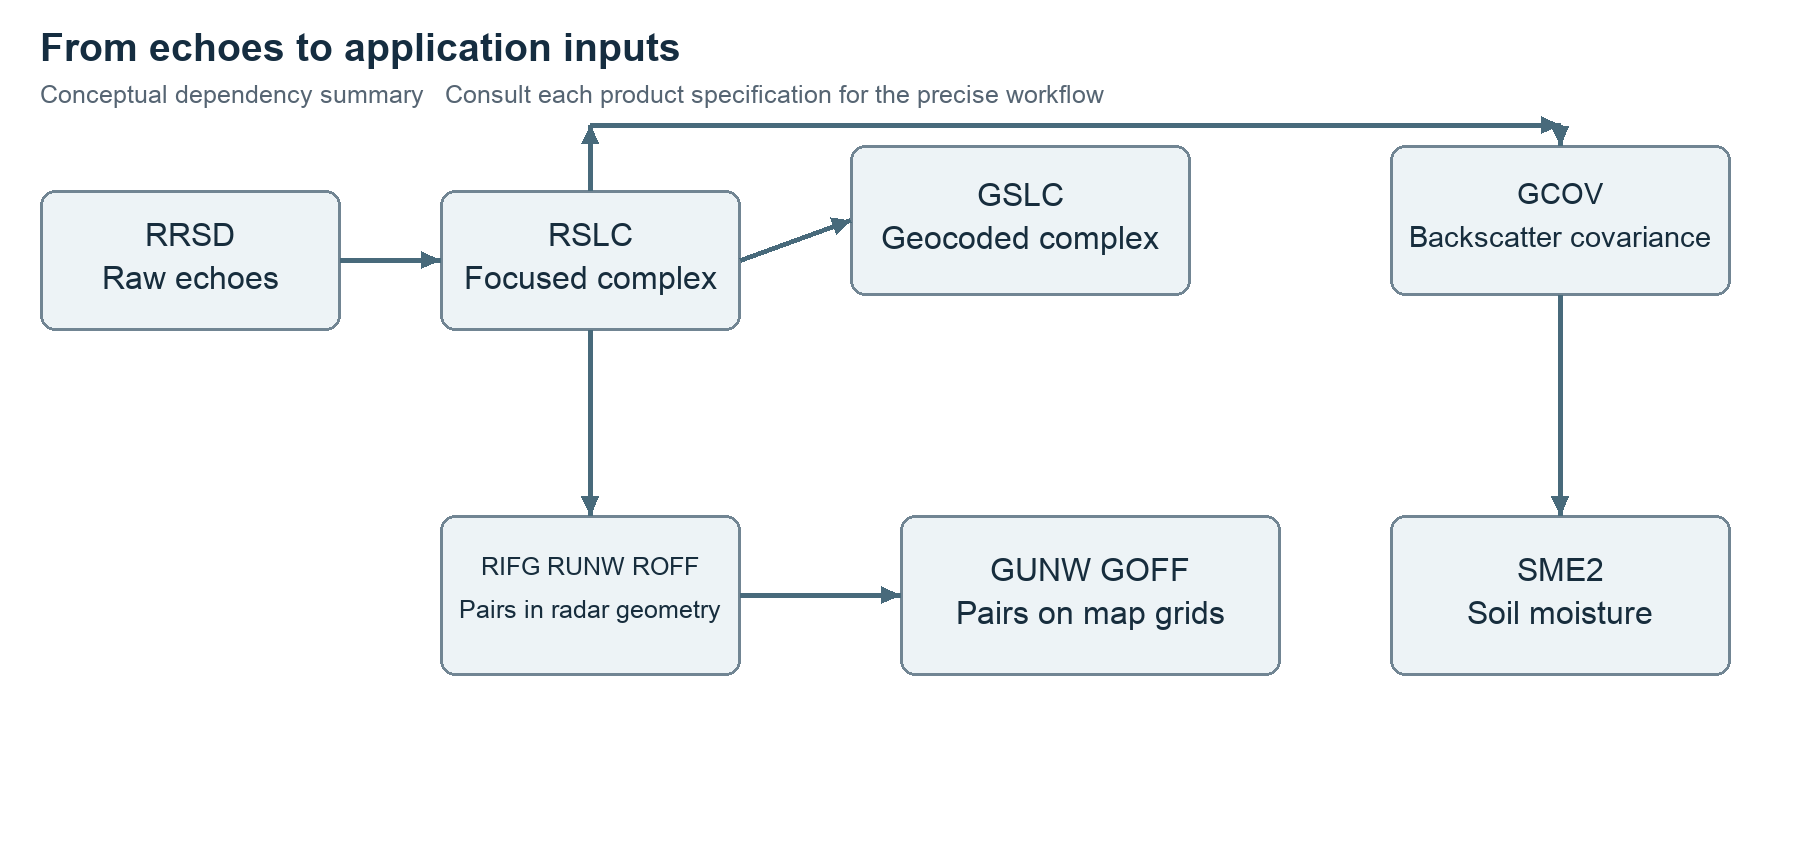 From echoes to application inputs
Conceptual dependency summary   Consult each product specification for the precise workflow
RRSD
Raw echoes
RSLC
Focused complex
GSLC
Geocoded complex
GCOV
Backscatter covariance
RIFG RUNW ROFF
Pairs in radar geometry
GUNW GOFF
Pairs on map grids
SME2
Soil moisture